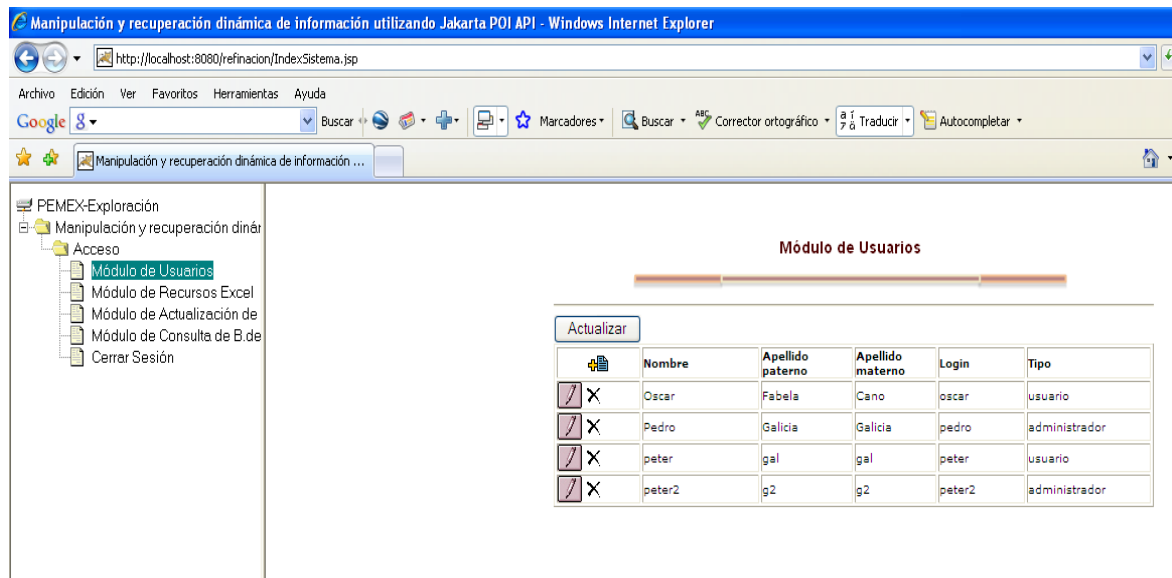 Manipulación y recuperación dinámica de información utilizando Jakarta POI API - Windows Internet Explorer
http://localhost:8080/refinacion/IndexSistema.jsp
Archivo Edición Ver Favoritos Herramientas Ayuda
Google Buscar Marcadores Buscar Corrector ortográfico Traducir Autocompletar
Manipulación y recuperación dinámica de información ...
PEMEX-Exploración
Manipulación y recuperación dinár
Acceso
Módulo de Usuarios
Módulo de Recursos Excel
Módulo de Actualización de
Módulo de Consulta de B.de
Cerrar Sesión
Módulo de Usuarios
Actualizar
Nombre Apellido paterno Apellido materno Login Tipo
Oscar Fabela Cano oscar usuario
Pedro Galicia Galicia pedro administrador
peter gal gal peter usuario
peter2 g2 g2 peter2 administrador